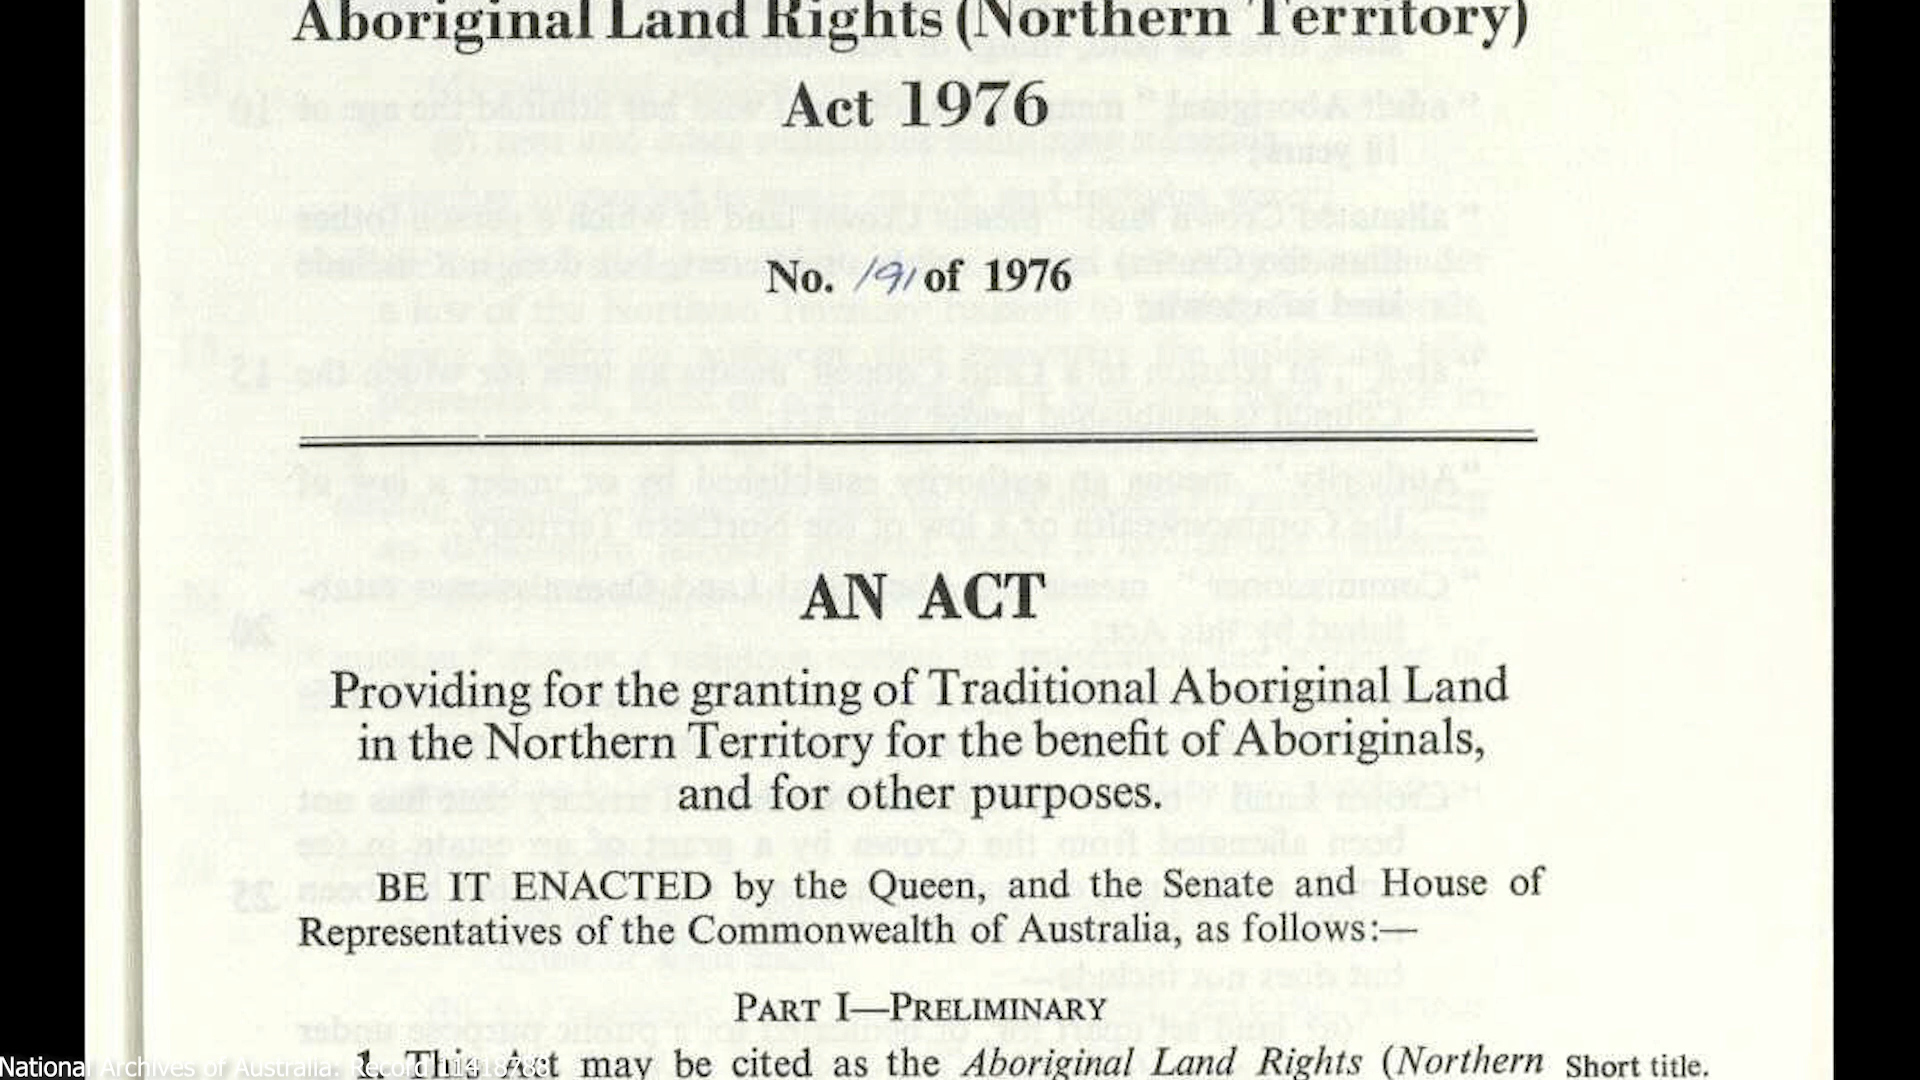 Aboriginal Land Rights (Northern Territory)
Act 1976
No. 191 of 1976
AN ACT
Providing for the granting of Traditional Aboriginal Land
in the Northern Territory for the benefit of Aboriginals,
and for other purposes.
BE IT ENACTED by the Queen, and the Senate and House of
Representatives of the Commonwealth of Australia, as follows:—
PART I—PRELIMINARY
1. This Act may be cited as the Aboriginal Land Rights (Northern
Short title.
National Archives of Australia. Record 11418788